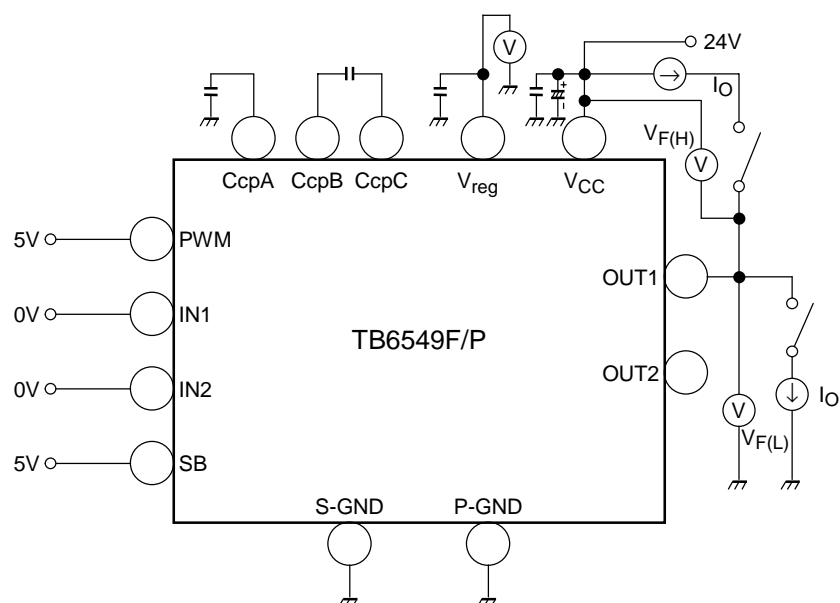 V
24V
+
-
IO
VF(H)
V
CcpA
CcpB
CcpC
Vreg
VCC
5V
PWM
OUT1
0V
IN1
TB6549F/P
OUT2
0V
IN2
IO
V
VF(L)
5V
SB
S-GND
P-GND